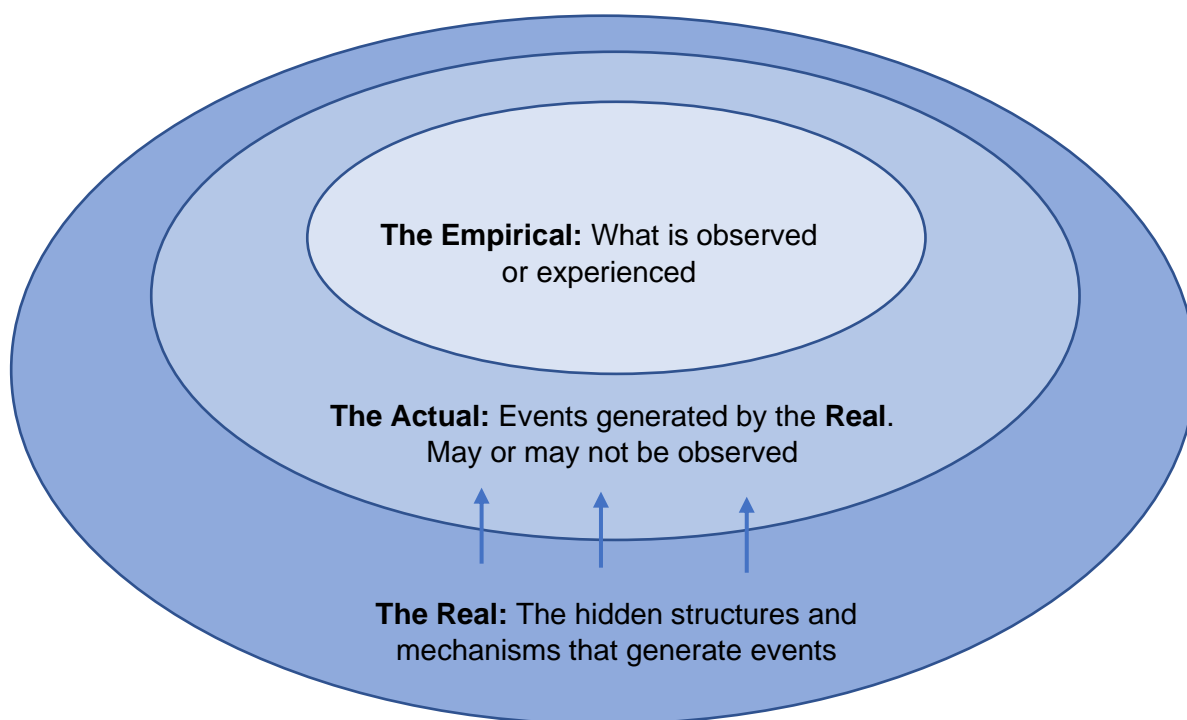 The Empirical: What is observed
or experienced
The Actual: Events generated by the Real.
May or may not be observed
The Real: The hidden structures and
mechanisms that generate events